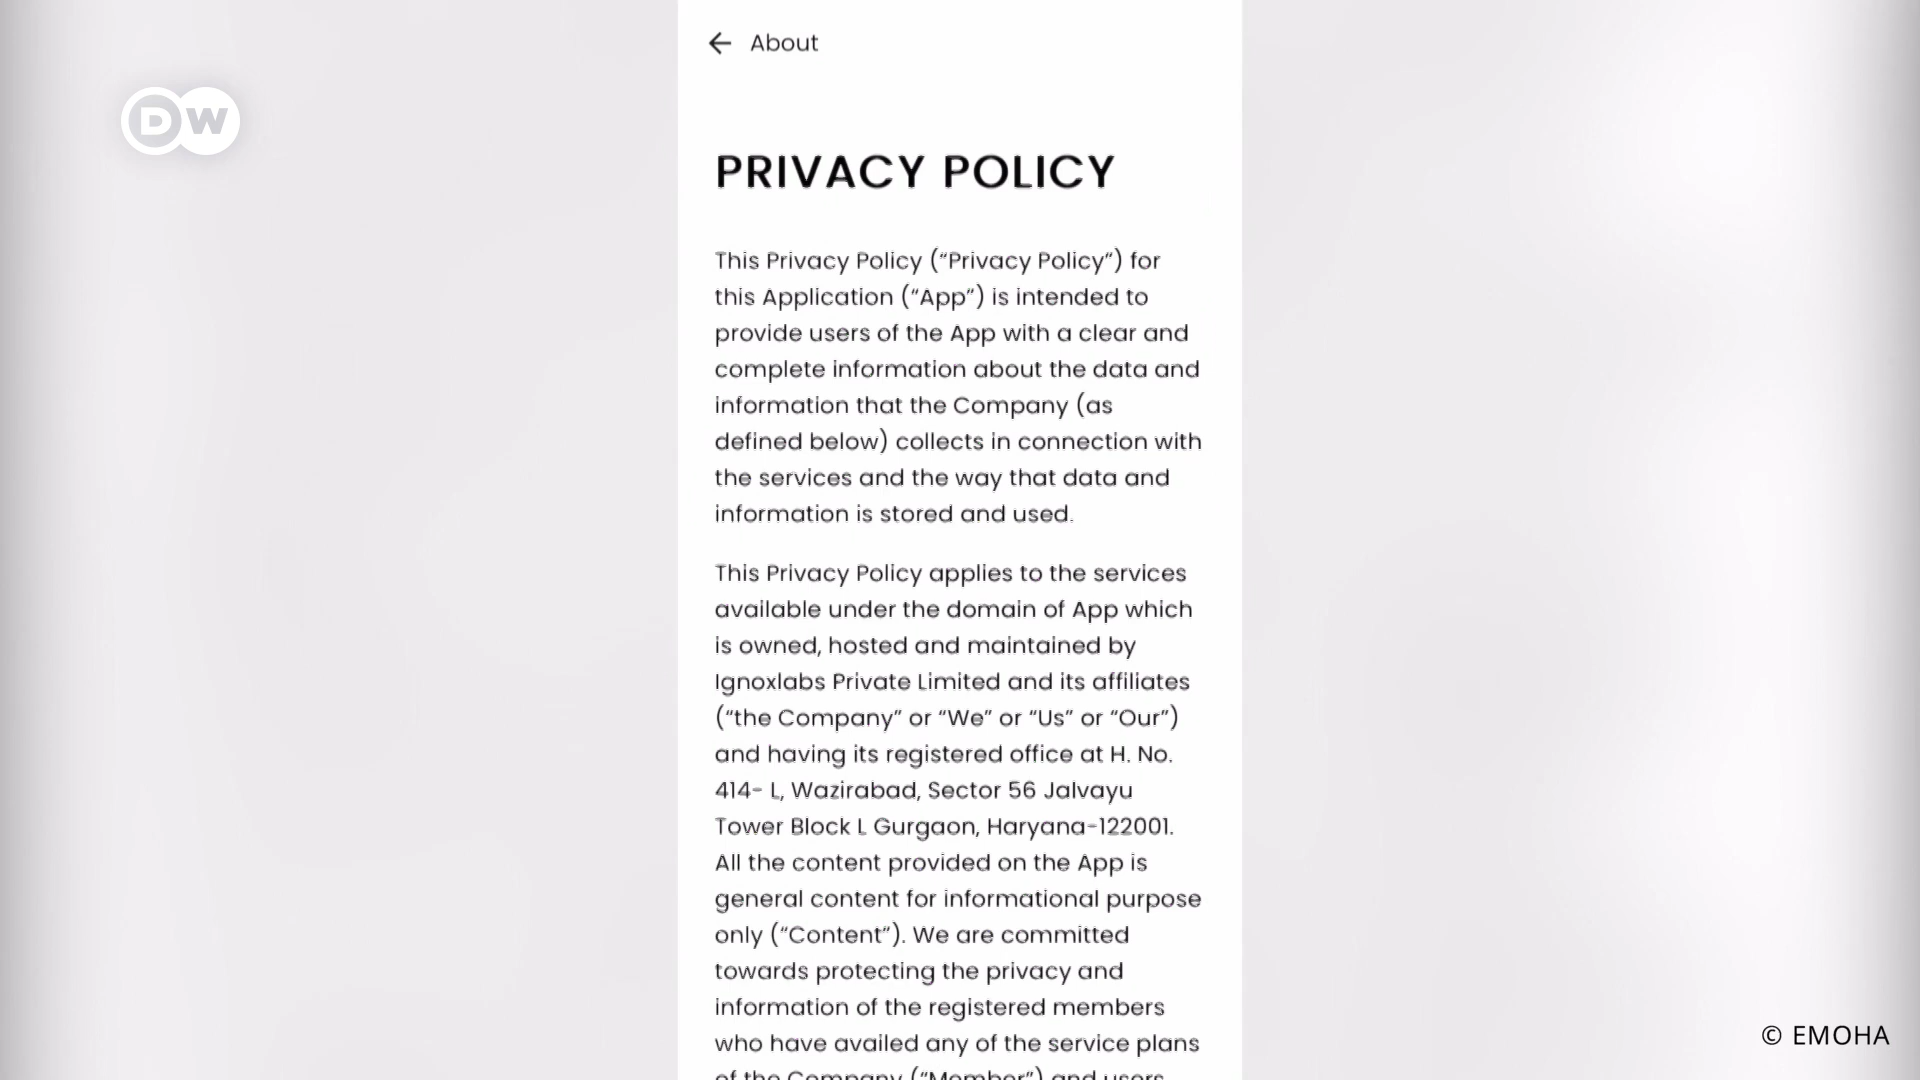 ← About
DW
PRIVACY POLICY
This Privacy Policy (“Privacy Policy”) for
this Application (“App”) is intended to
provide users of the App with a clear and
complete information about the data and
information that the Company (as
defined below) collects in connection with
the services and the way that data and
information is stored and used.
This Privacy Policy applies to the services
available under the domain of App which
is owned, hosted and maintained by
Ignoxlabs Private Limited and its affiliates
(“the Company” or “We” or “Us” or “Our”)
and having its registered office at H. No.
414- L, Wazirabad, Sector 56 Jalvayu
Tower Block L Gurgaon, Haryana-122001.
All the content provided on the App is
general content for informational purpose
only (“Content”). We are committed
towards protecting the privacy and
information of the registered members
who have availed any of the service plans
of the Company (“Member”) and users
© EMOHA